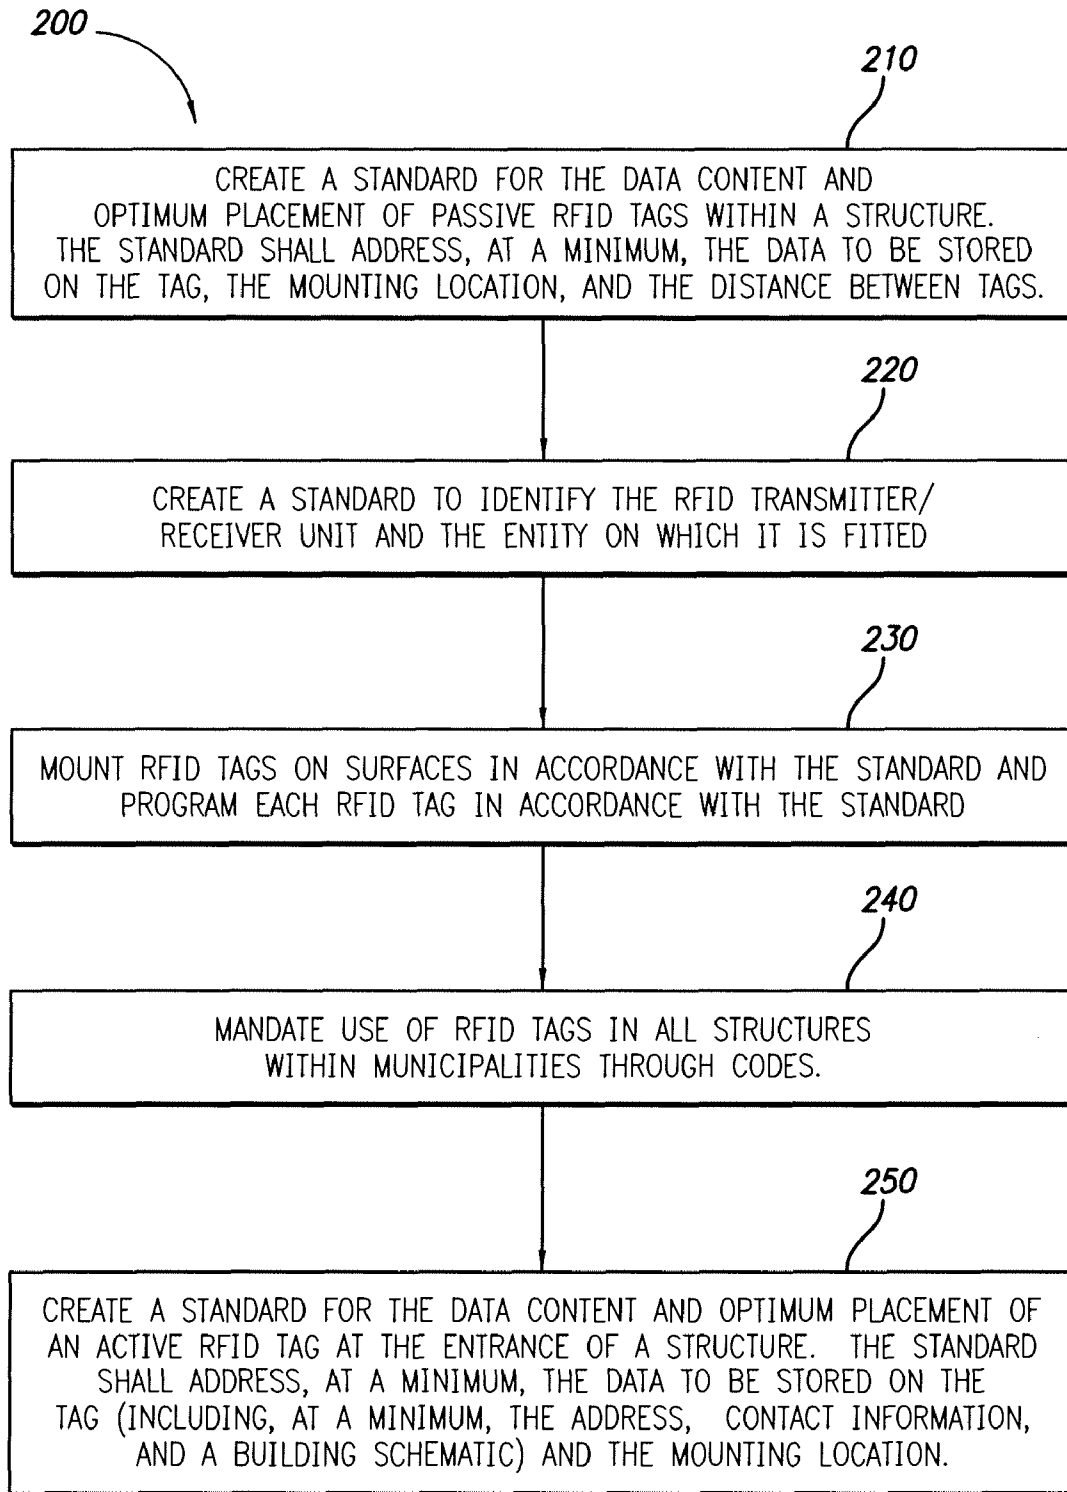 200
210
CREATE A STANDARD FOR THE DATA CONTENT AND
OPTIMUM PLACEMENT OF PASSIVE RFID TAGS WITHIN A STRUCTURE.
THE STANDARD SHALL ADDRESS, AT A MINIMUM, THE DATA TO BE STORED
ON THE TAG, THE MOUNTING LOCATION, AND THE DISTANCE BETWEEN TAGS.
220
CREATE A STANDARD TO IDENTIFY THE RFID TRANSMITTER/
RECEIVER UNIT AND THE ENTITY ON WHICH IT IS FITTED
230
MOUNT RFID TAGS ON SURFACES IN ACCORDANCE WITH THE STANDARD AND
PROGRAM EACH RFID TAG IN ACCORDANCE WITH THE STANDARD
240
MANDATE USE OF RFID TAGS IN ALL STRUCTURES
WITHIN MUNICIPALITIES THROUGH CODES.
250
CREATE A STANDARD FOR THE DATA CONTENT AND OPTIMUM PLACEMENT OF
AN ACTIVE RFID TAG AT THE ENTRANCE OF A STRUCTURE. THE STANDARD
SHALL ADDRESS, AT A MINIMUM, THE DATA TO BE STORED ON THE
TAG (INCLUDING, AT A MINIMUM, THE ADDRESS, CONTACT INFORMATION,
AND A BUILDING SCHEMATIC) AND THE MOUNTING LOCATION.